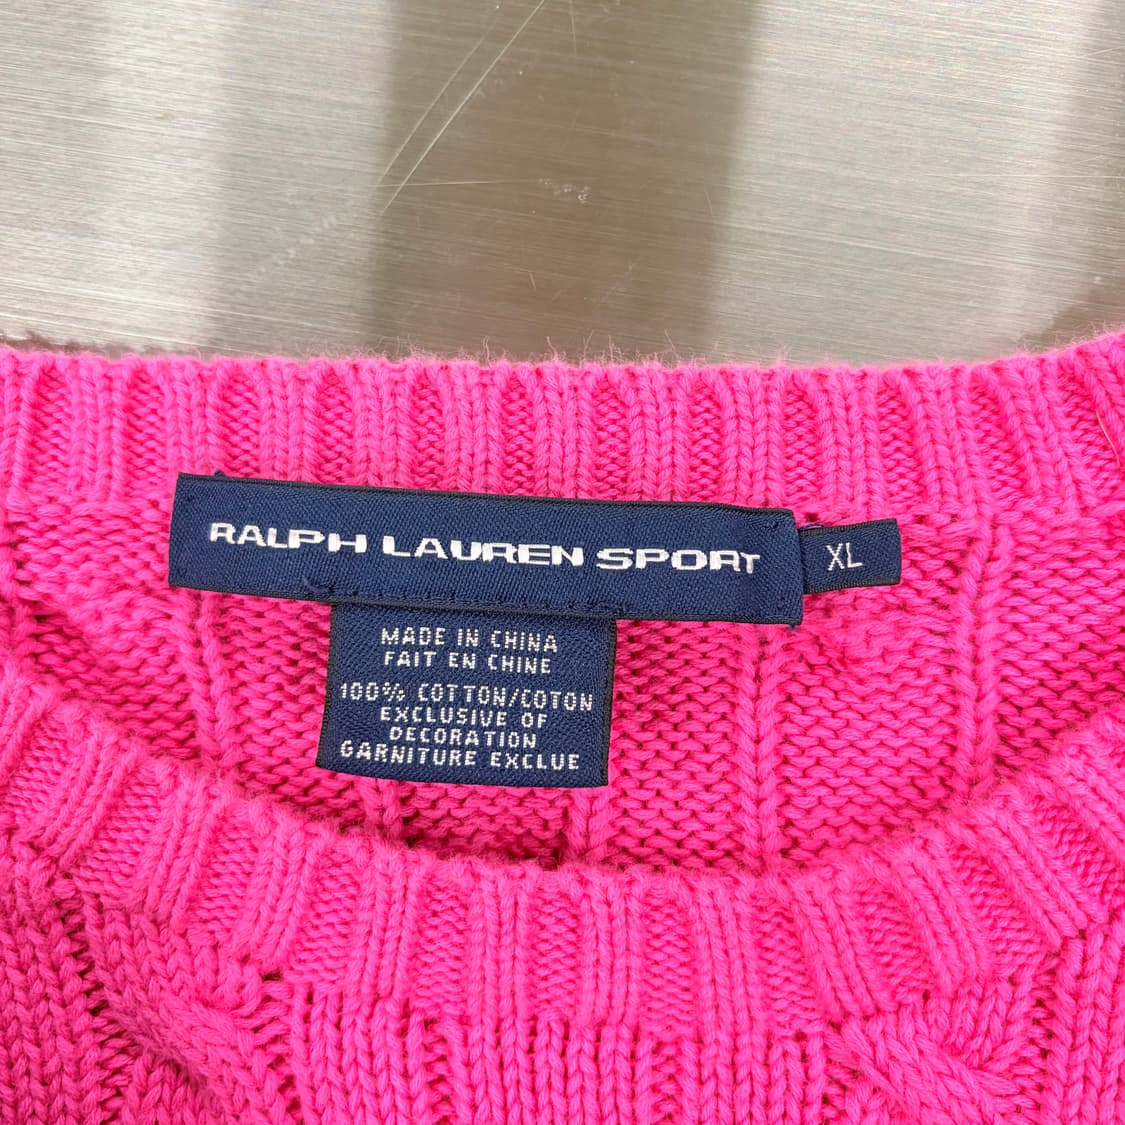 RALPH LAUREN SPORT
XL
MADE IN CHINA
FAIT EN CHINE
100% COTTON/COTON
EXCLUSIVE OF
DECORATION
GARNITURE EXCLUE